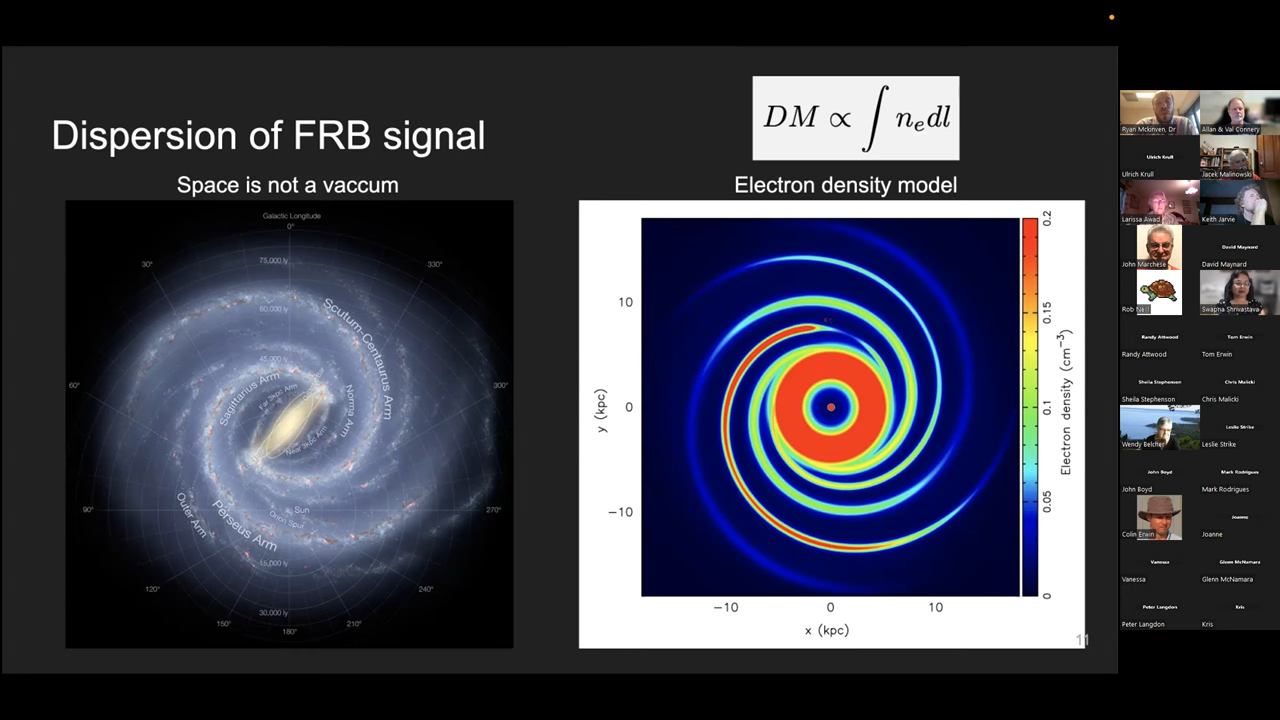 Dispersion of FRB signal
DM ∝ ∫ nₑdl
Space is not a vaccum
Electron density model
Galactic Longitude
0°
30°
330°
75,000 ly
60,000 ly
45,000 ly
Scutum-Centaurus Arm
60°
300°
Sagittarius Arm
Far 3kpc Arm
Norma Arm
Near 3kpc Arm
90°
Outer Arm
Perseus Arm
Orion Spur
Sun
270°
15,000 ly
120°
240°
30,000 ly
150°
210°
180°
y (kpc)
10
0
−10
−10 0 10
x (kpc)
0.2
0.15
0.1
0.05
0
Electron density (cm⁻³)
11
Ryan Mckinven, Dr
Allan & Val Connery
Ulrich Krull
Ulrich Krull
Jacek Malinowski
Larissa Awad
Keith Jarvie
John Marchese
David Maynard
David Maynard
Rob Neil
Swapna Shrivastava
Randy Attwood
Randy Attwood
Tom Erwin
Tom Erwin
Sheila Stephenson
Sheila Stephenson
Chris Malicki
Chris Malicki
Wendy Belcher
Leslie Strike
Leslie Strike
John Boyd
John Boyd
Mark Rodrigues
Mark Rodrigues
Colin Erwin
Joanne
Joanne
Vanessa
Vanessa
Glenn McNamara
Glenn McNamara
Peter Langdon
Peter Langdon
Kris
Kris